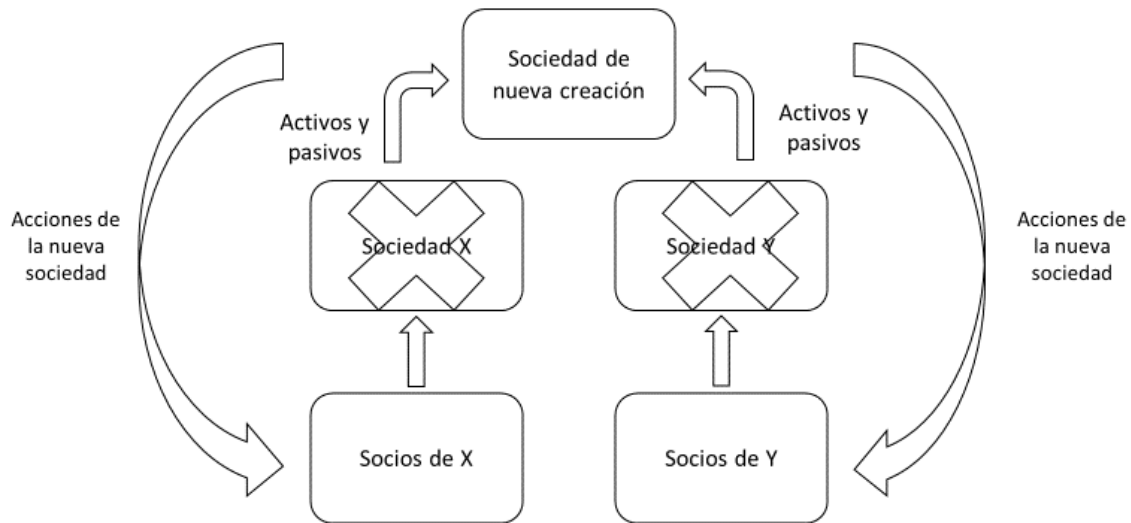 Sociedad de
nueva creación
Activos y
pasivos
Activos y
pasivos
Acciones de
la nueva
sociedad
Sociedad X
Sociedad Y
Acciones de
la nueva
sociedad
Socios de X
Socios de Y